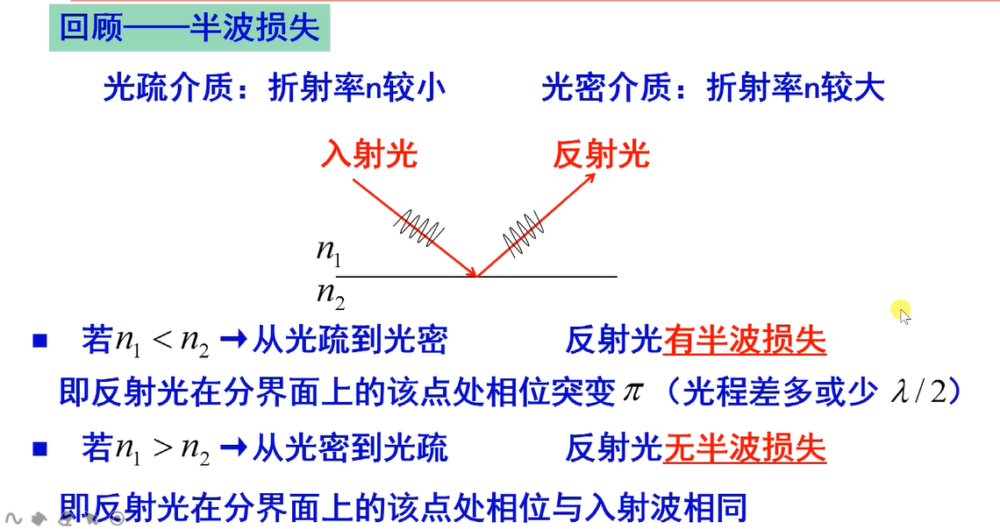 回顾——半波损失
光疏介质：折射率n较小 光密介质：折射率n较大
入射光 反射光
n₁
n₂
■ 若n₁ < n₂ ➞从光疏到光密 反射光有半波损失
即反射光在分界面上的该点处相位突变π（光程差多或少 λ/2）
■ 若n₁ > n₂ ➞从光密到光疏 反射光无半波损失
即反射光在分界面上的该点处相位与入射波相同